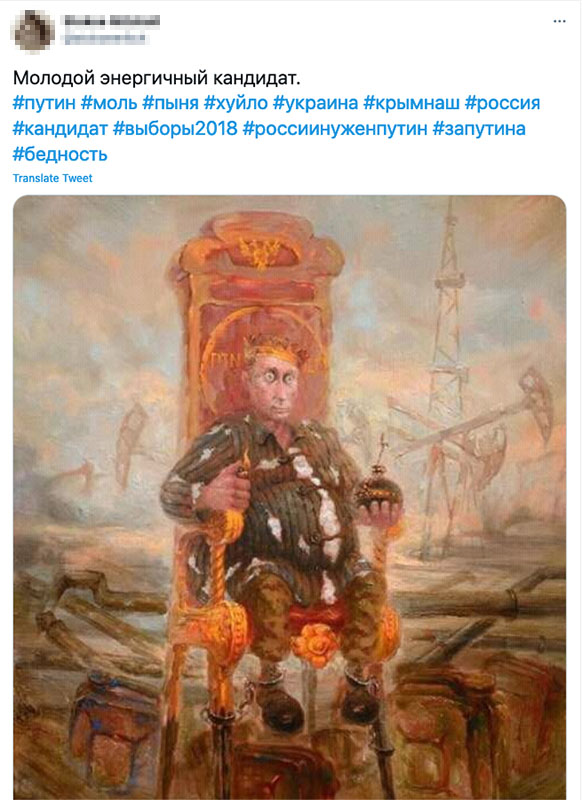 Молодой энергичный кандидат.
#путин #моль #пыня #хуйло #украина #крымнаш #россия
#кандидат #выборы2018 #россиинуженпутин #запутина
#бедность
Translate Tweet